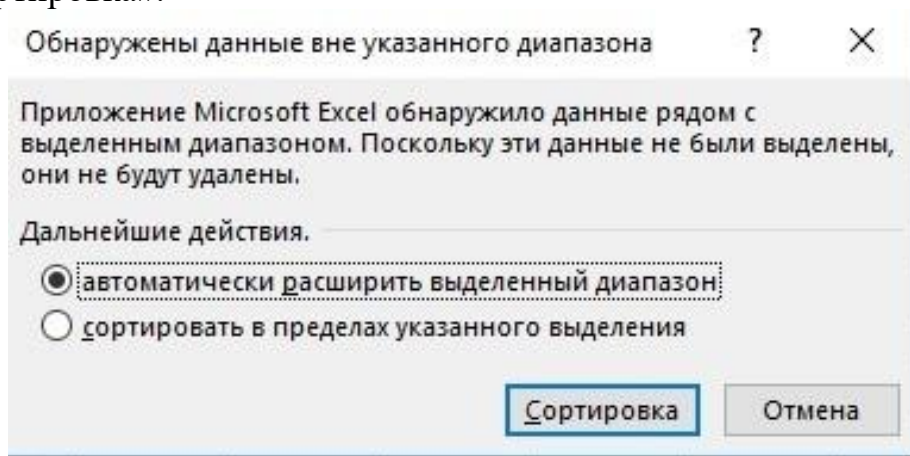 Обнаружены данные вне указанного диапазона ? ×
Приложение Microsoft Excel обнаружило данные рядом с
выделенным диапазоном. Поскольку эти данные не были выделены,
они не будут удалены.
Дальнейшие действия.
автоматически расширить выделенный диапазон
сортировать в пределах указанного выделения
Сортировка Отмена